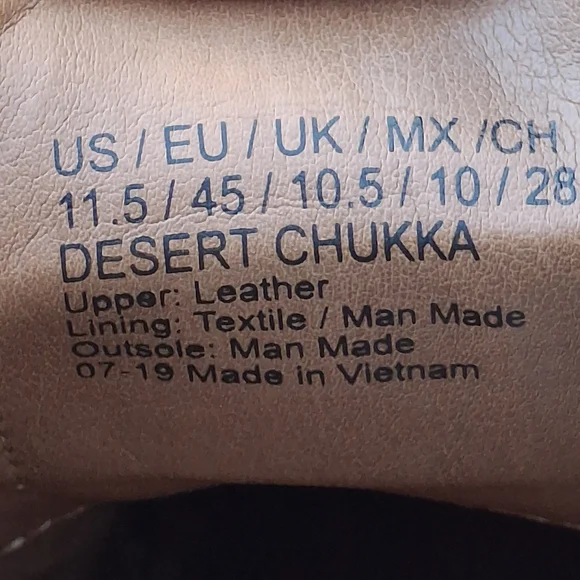 US / EU / UK / MX /CH
11.5 / 45 / 10.5 / 10 / 28
DESERT CHUKKA
Upper: Leather
Lining: Textile / Man Made
Outsole: Man Made
07-19 Made in Vietnam